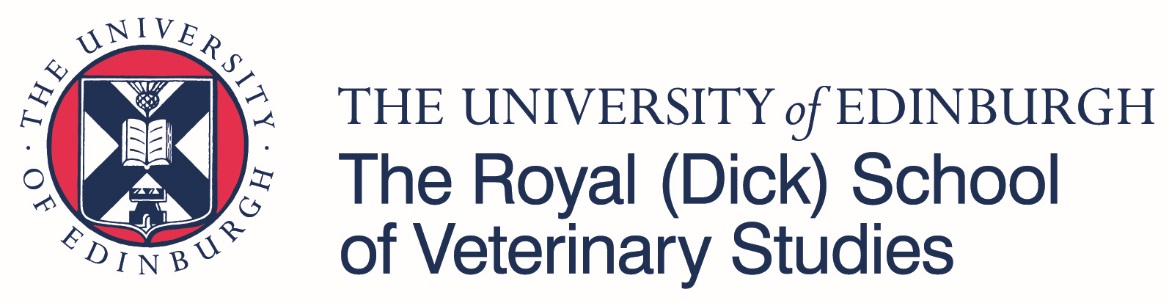 THE UNIVERSITY
OF EDINBURGH
THE UNIVERSITY of EDINBURGH
The Royal (Dick) School
of Veterinary Studies